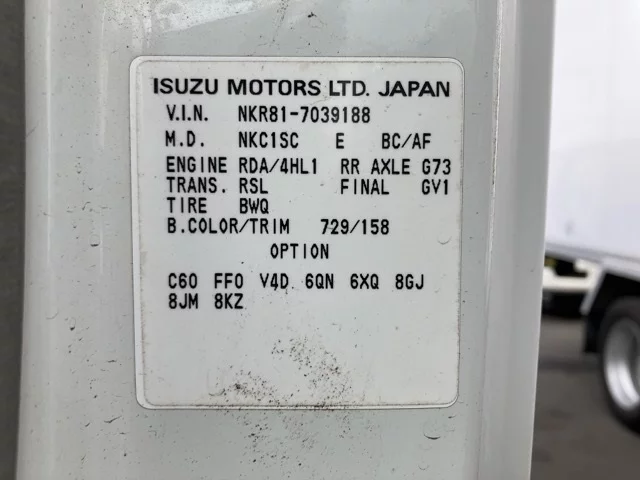 ISUZU MOTORS LTD. JAPAN
V.I.N. NKR81-7039188
M.D. NKC1SC E BC/AF
ENGINE RDA/4HL1 RR AXLE G73
TRANS. RSL FINAL GV1
TIRE BWQ
B.COLOR/TRIM 729/158
OPTION
C60 FF0 V4D 6QN 6XQ 8GJ
8JM 8KZ